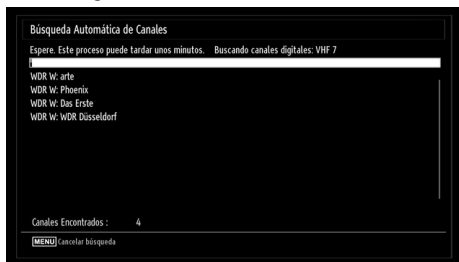 Búsqueda Automática de Canales
Espere. Este proceso puede tardar unos minutos. Buscando canales digitales: VHF 7
WDR W: arte
WDR W: Phoenix
WDR W: Das Erste
WDR W: WDR Düsseldorf
Canales Encontrados : 4
MENU Cancelar búsqueda